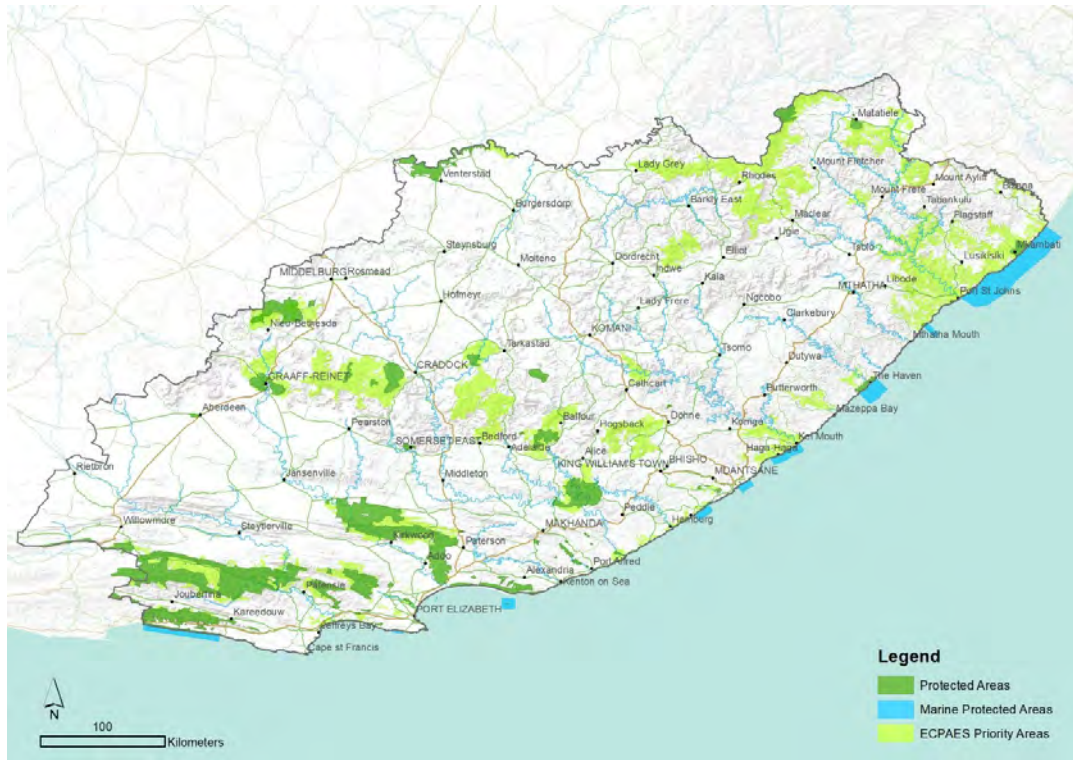 Matatiele
Lady Grey
Mount Fletcher
Venterstad
Rhodes
Mount Ayliff
Mount Frere
Barkly East
Tabankulu
Burgersdorp
Maclear
Flagstaff
Ugie
Mkambati
Steynsburg
Elliot
Tsolo
Molteno
Dordrecht
Lusikisiki
MIDDELBURG
Rosmead
Indwe
Kala
MTHATHA
Libode
Port St Johns
Hofmeyr
Lady Frere
Ngcobo
Nieu-Bethesda
Clarkebury
KOMANI
Mthatha Mouth
Tarkastad
Tsomo
CRADOCK
Dutywa
GRAAFF-REINET
The Haven
Cathcart
Butterworth
Aberdeen
Mazeppa Bay
Balfour
Pearston
Hogsback
Donne
Komga
Kei Mouth
SOMERSET EAST
Bedford
Adelaide
Alice
Haga Haga
KING WILLIAM'S TOWN
BHISHO
Rietbron
Jansenville
Middleton
MDANTSANE
Peddie
Hamberg
Willowmore
Steytlerville
MAKHANDA
Kirkwood
Paterson
Addo
Port Alfred
Alexandria
Kenton on Sea
Patensie
Joubertina
PORT ELIZABETH
Kareedouw
Jeffreys Bay
Cape st Francis
Legend
Protected Areas
Marine Protected Areas
ECPAES Priority Areas
N
100
Kilometers